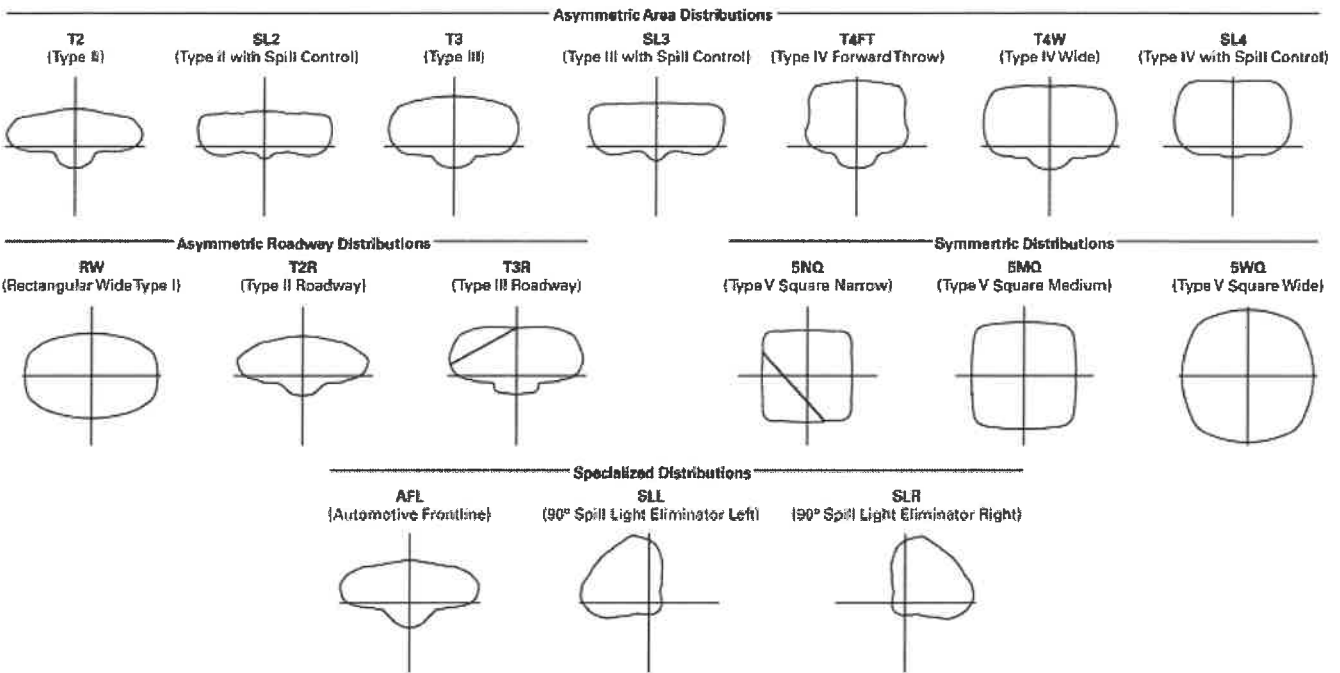 Asymmetric Area Distributions
T2
(Type II)
SL2
(Type II with Spill Control)
T3
(Type III)
SL3
(Type III with Spill Control)
T4FT
(Type IV Forward Throw)
T4W
(Type IV Wide)
SL4
(Type IV with Spill Control)
Asymmetric Roadway Distributions
RW
(Rectangular Wide Type I)
T2R
(Type II Roadway)
T3R
(Type III Roadway)
Symmetric Distributions
5NQ
(Type V Square Narrow)
5MQ
(Type V Square Medium)
5WQ
(Type V Square Wide)
Specialized Distributions
AFL
(Automotive Frontline)
SLL
(90° Spill Light Eliminator Left)
SLR
(90° Spill Light Eliminator Right)